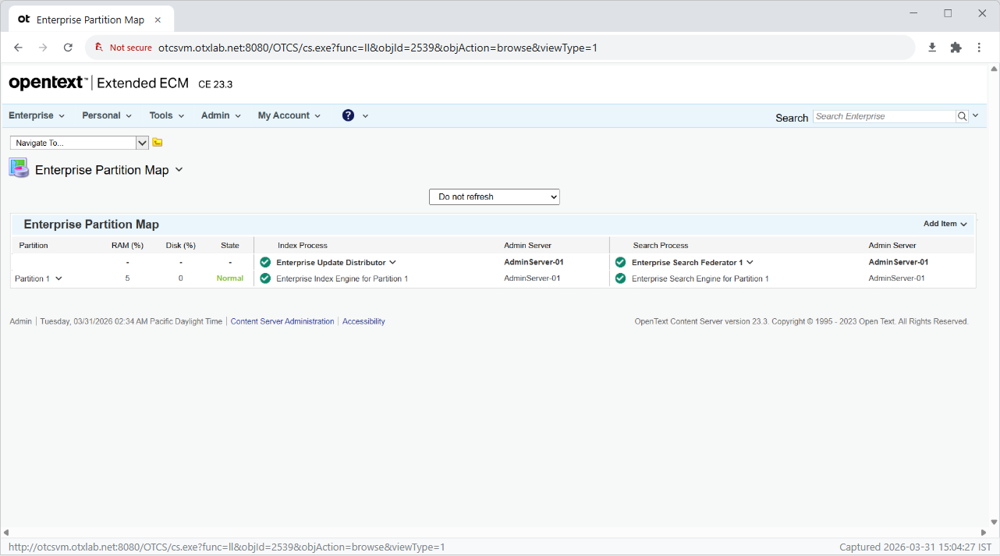 ot Enterprise Partition Map
Not secure otcsvm.otxlab.net:8080/OTCS/cs.exe?func=ll&objId=2539&objAction=browse&viewType=1
opentext™ | Extended ECM CE 23.3
Enterprise Personal Tools Admin My Account ? Search Search Enterprise
Navigate To...
Enterprise Partition Map
Do not refresh
Enterprise Partition Map Add Item
Partition RAM (%) Disk (%) State Index Process Admin Server Search Process Admin Server
- - - Enterprise Update Distributor AdminServer-01 Enterprise Search Federator 1 AdminServer-01
Partition 1 5 0 Normal Enterprise Index Engine for Partition 1 AdminServer-01 Enterprise Search Engine for Partition 1 AdminServer-01
Admin | Tuesday, 03/31/2026 02:34 AM Pacific Daylight Time | Content Server Administration | Accessibility OpenText Content Server version 23.3. Copyright © 1995 - 2023 Open Text. All Rights Reserved.
http://otcsvm.otxlab.net:8080/OTCS/cs.exe?func=ll&objId=2539&objAction=browse&viewType=1 Captured 2026-03-31 15:04:27 IST